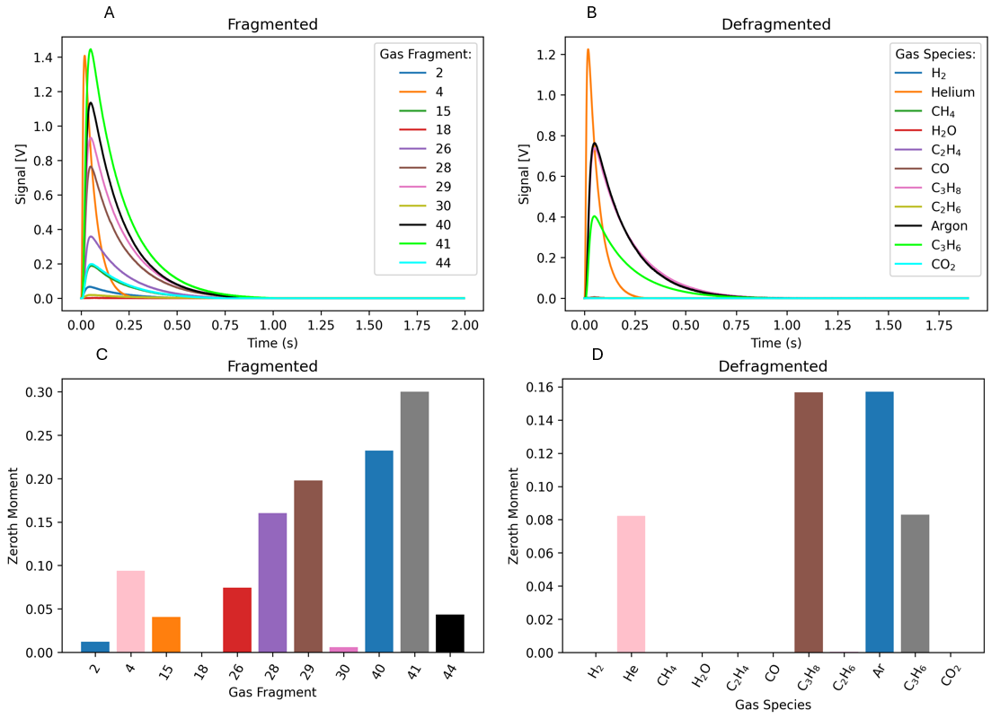 A
Fragmented
Signal [V]
1.4
1.2
1.0
0.8
0.6
0.4
0.2
0.0
0.00 0.25 0.50 0.75 1.00 1.25 1.50 1.75 2.00
Time (s)
Gas Fragment:
2
4
15
18
26
28
29
30
40
41
44
B
Defragmented
Signal [V]
1.2
1.0
0.8
0.6
0.4
0.2
0.0
0.00 0.25 0.50 0.75 1.00 1.25 1.50 1.75
Time (s)
Gas Species:
H₂
Helium
CH₄
H₂O
C₂H₄
CO
C₃H₈
C₂H₆
Argon
C₃H₆
CO₂
C
Fragmented
Zeroth Moment
0.30
0.25
0.20
0.15
0.10
0.05
0.00
2 4 15 18 26 28 29 30 40 41 44
Gas Fragment
D
Defragmented
Zeroth Moment
0.16
0.14
0.12
0.10
0.08
0.06
0.04
0.02
0.00
H₂ He CH₄ H₂O C₂H₄ CO C₃H₈ C₂H₆ Ar C₃H₆ CO₂
Gas Species